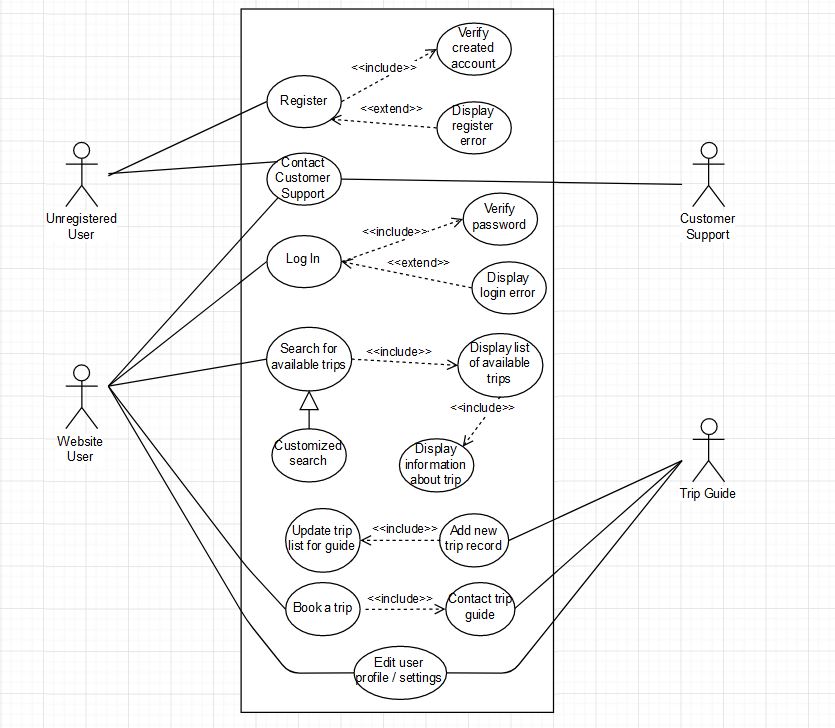 Verify
created
account
<<include>>
Register
<<extend>>
Display
register
error
Contact
Customer
Support
Unregistered
User
Customer
Support
Verify
password
<<include>>
Log In
<<extend>>
Display
login error
Search for
available trips
<<include>>
Display list
of available
trips
<<include>>
Website
User
Customized
search
Display
information
about trip
Trip Guide
Update trip
list for guide
<<include>>
Add new
trip record
Book a trip
<<include>>
Contact trip
guide
Edit user
profile / settings